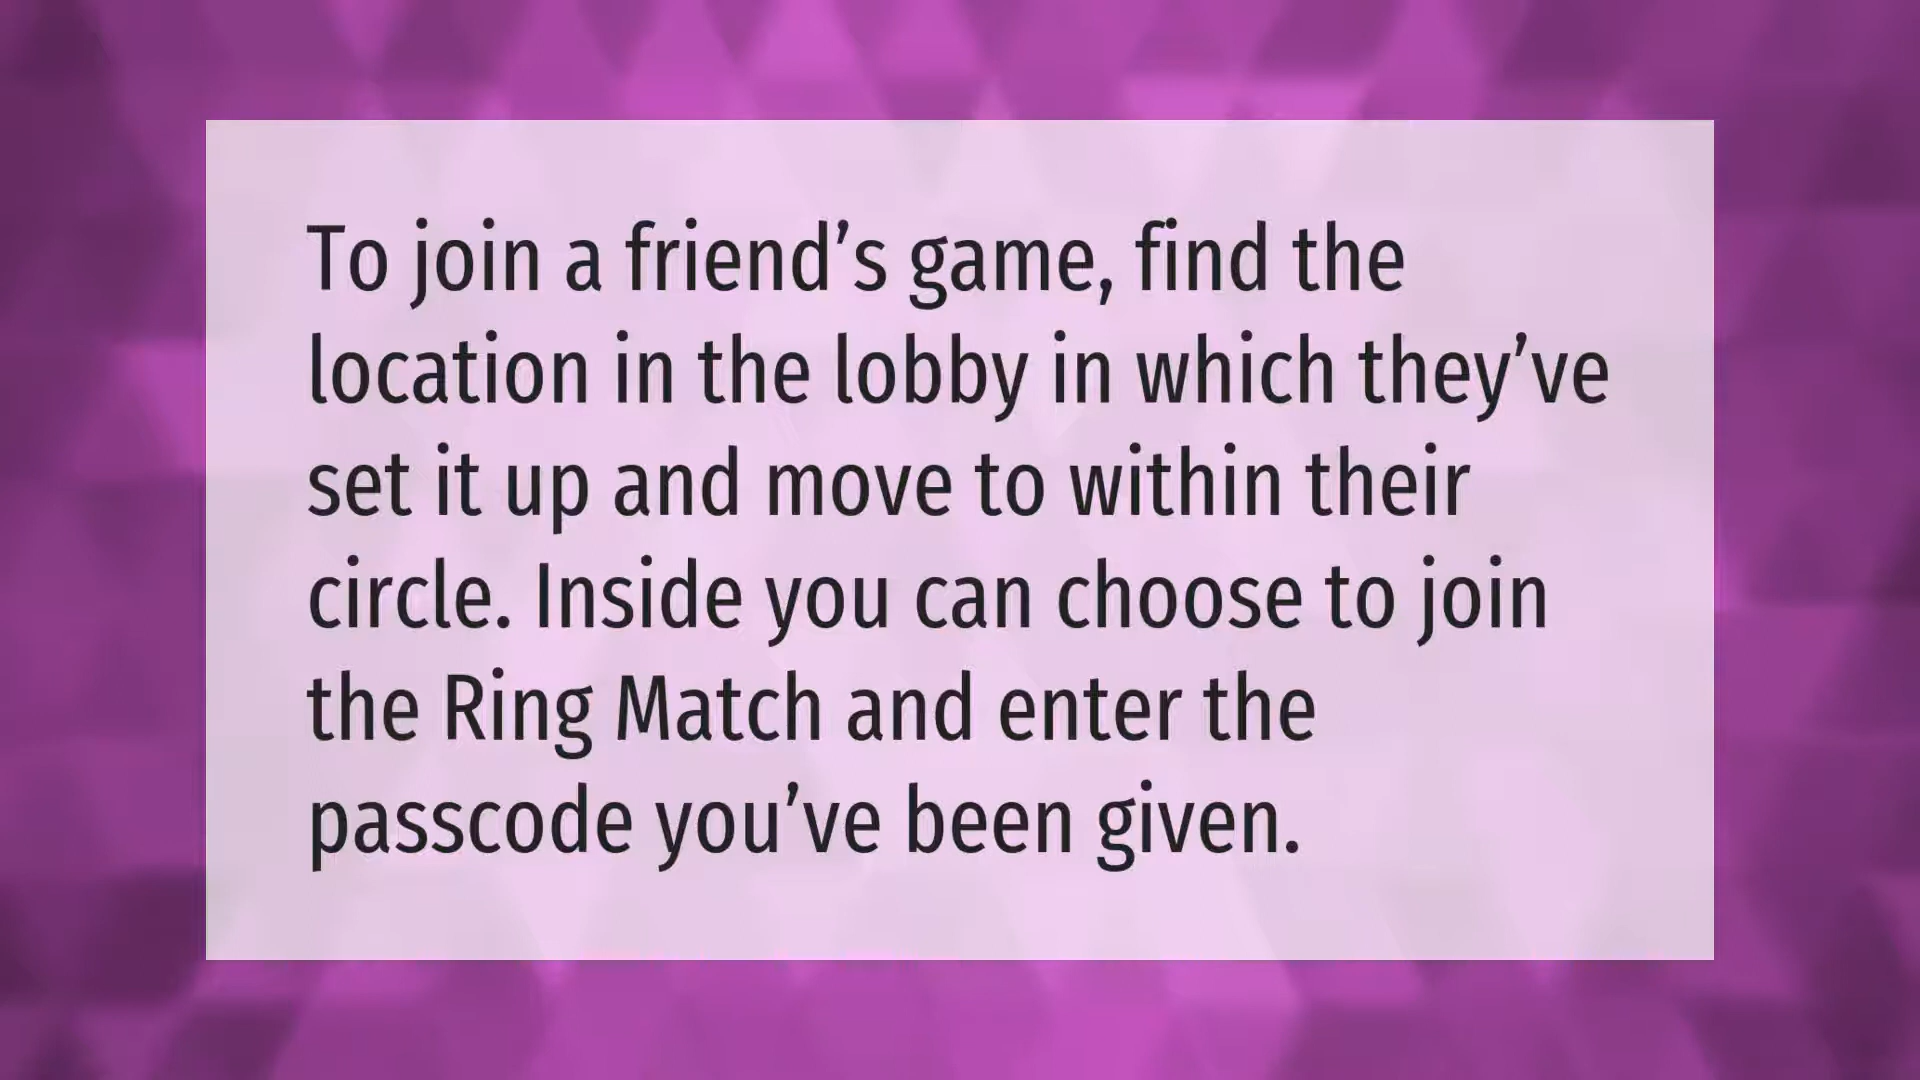 To join a friend’s game, find the
location in the lobby in which they’ve
set it up and move to within their
circle. Inside you can choose to join
the Ring Match and enter the
passcode you’ve been given.